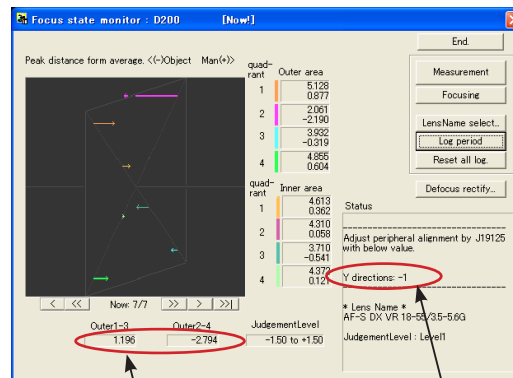 Focus state monitor : D200 [Now!]
End.
Peak distance form average. <(-)Object Man(+)>
quad-
rant Outer area
1 5.128
0.877
2 2.061
-2.190
3 3.932
-0.319
4 4.855
0.604
quad-
rant Inner area
1 4.613
0.362
2 4.310
0.058
3 3.710
-0.541
4 4.372
0.121
Measurement
Focusing
LensName select..
Log period
Reset all log.
Defocus rectify...
Status
Adjust peripheral alignment by J19125
with below value.
Y directions: -1
* Lens Name *
AF-S DX VR 18-55/3.5-5.6G
JudgementLevel : Level1
< << Now: 7/7 >> > >>|
Outer1-3 Outer2-4 JudgementLevel
1.196 -2.794 -1.50 to +1.50